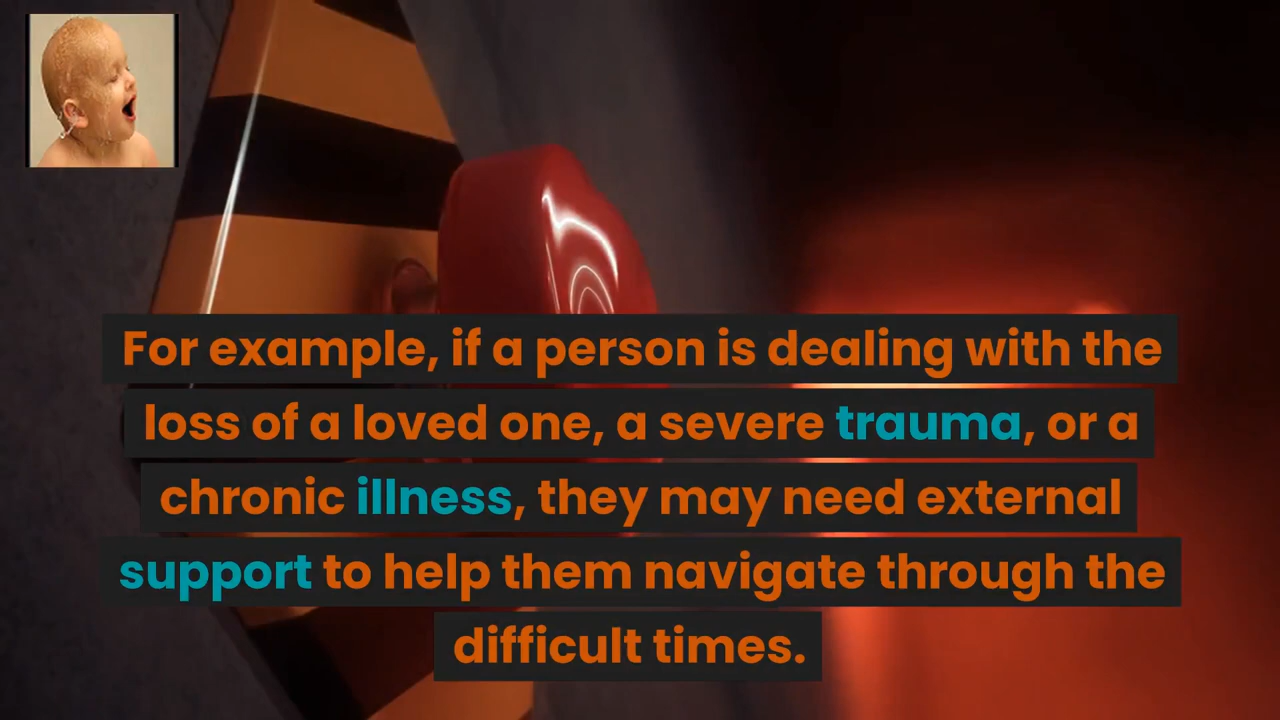 For example, if a person is dealing with the
loss of a loved one, a severe trauma, or a
chronic illness, they may need external
support to help them navigate through the
difficult times.